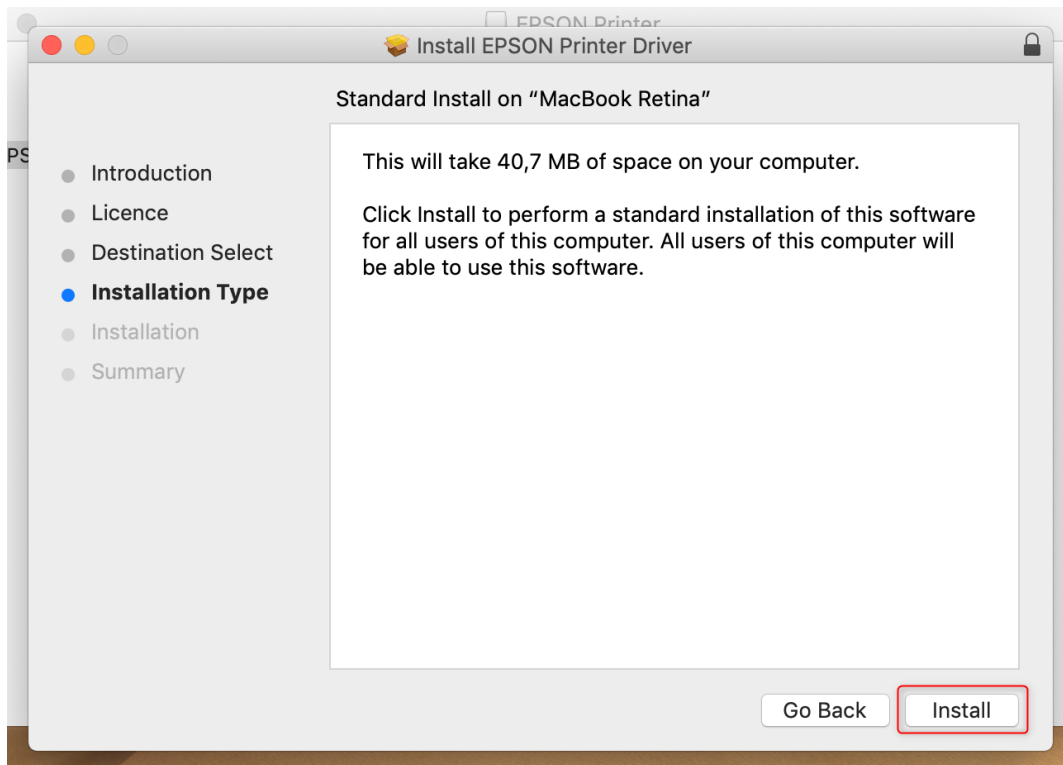 EPSON Printer
Install EPSON Printer Driver
Standard Install on “MacBook Retina”
PS
Introduction
Licence
Destination Select
Installation Type
Installation
Summary
This will take 40,7 MB of space on your computer.
Click Install to perform a standard installation of this software
for all users of this computer. All users of this computer will
be able to use this software.
Go Back
Install